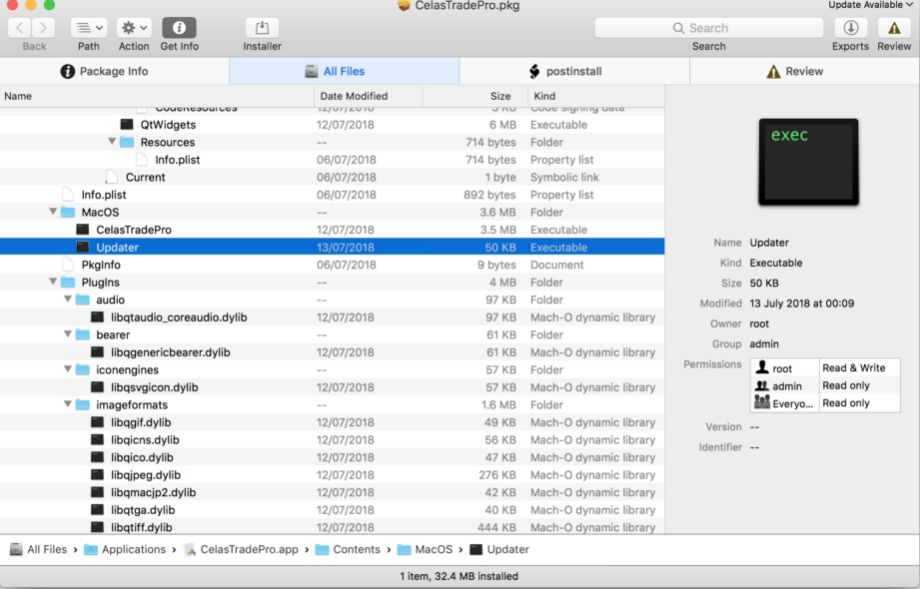 CelasTradePro.pkg
Update Available
Back Path Action Get Info Installer Search Search Exports Review
Package Info All Files postinstall Review
Name Date Modified Size Kind
CodeResources 12/07/2018 3 KB Code signing data
QtWidgets 12/07/2018 6 MB Executable
Resources -- 714 bytes Folder
Info.plist 06/07/2018 714 bytes Property list
Current 06/07/2018 1 byte Symbolic link
Info.plist 06/07/2018 892 bytes Property list
MacOS -- 3.6 MB Folder
CelasTradePro 12/07/2018 3.5 MB Executable
Updater 13/07/2018 50 KB Executable
PkgInfo 06/07/2018 9 bytes Document
PlugIns -- 4 MB Folder
audio -- 97 KB Folder
libqtaudio_coreaudio.dylib 12/07/2018 97 KB Mach-O dynamic library
bearer -- 61 KB Folder
libqgenericbearer.dylib 12/07/2018 61 KB Mach-O dynamic library
iconengines -- 57 KB Folder
libqsvgicon.dylib 12/07/2018 57 KB Mach-O dynamic library
imageformats -- 1.6 MB Folder
libqgif.dylib 12/07/2018 49 KB Mach-O dynamic library
libqicns.dylib 12/07/2018 56 KB Mach-O dynamic library
libqico.dylib 12/07/2018 47 KB Mach-O dynamic library
libqjpeg.dylib 12/07/2018 276 KB Mach-O dynamic library
libqmacjp2.dylib 12/07/2018 42 KB Mach-O dynamic library
libqtga.dylib 12/07/2018 40 KB Mach-O dynamic library
libqtiff.dylib 12/07/2018 444 KB Mach-O dynamic library
exec
Name Updater
Kind Executable
Size 50 KB
Modified 13 July 2018 at 00:09
Owner root
Group admin
Permissions
root Read & Write
admin Read only
Everyo... Read only
Version --
Identifier --
All Files › Applications › CelasTradePro.app › Contents › MacOS › Updater
1 item, 32.4 MB installed